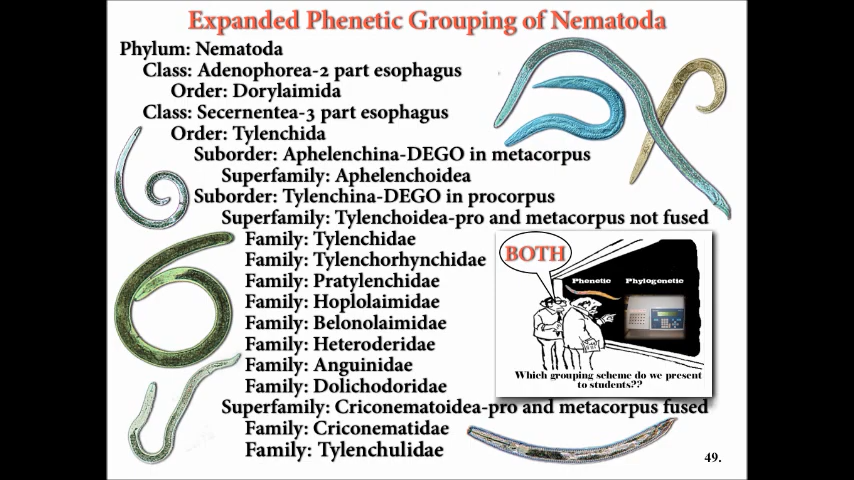 Expanded Phenetic Grouping of Nematoda
Phylum: Nematoda
Class: Adenophorea-2 part esophagus
Order: Dorylaimida
Class: Secernentea-3 part esophagus
Order: Tylenchida
Suborder: Aphelenchina-DEGO in metacorpus
Superfamily: Aphelenchoidea
Suborder: Tylenchina-DEGO in procorpus
Superfamily: Tylenchoidea-pro and metacorpus not fused
Family: Tylenchidae
Family: Tylenchorhynchidae
Family: Pratylenchidae
Family: Hoplolaimidae
Family: Belonolaimidae
Family: Heteroderidae
Family: Anguinidae
Family: Dolichodoridae
Superfamily: Criconematoidea-pro and metacorpus fused
Family: Criconematidae
Family: Tylenchulidae
BOTH
Phenetic Phylogenetic
Which grouping scheme do we present
to students??
49.